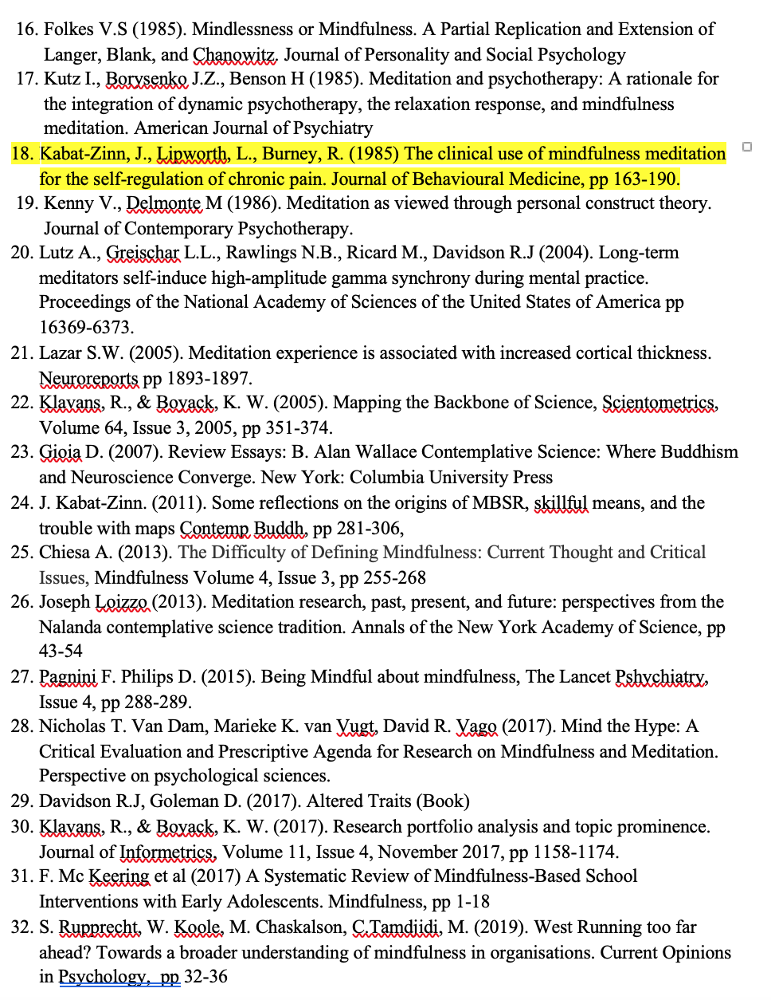 16. Folkes V.S (1985). Mindlessness or Mindfulness. A Partial Replication and Extension of
Langer, Blank, and Chanowitz. Journal of Personality and Social Psychology
17. Kutz I., Borysenko J.Z., Benson H (1985). Meditation and psychotherapy: A rationale for
the integration of dynamic psychotherapy, the relaxation response, and mindfulness
meditation. American Journal of Psychiatry
18. Kabat-Zinn, J., Lipworth, L., Burney, R. (1985) The clinical use of mindfulness meditation
for the self-regulation of chronic pain. Journal of Behavioural Medicine, pp 163-190.
19. Kenny V., Delmonte M (1986). Meditation as viewed through personal construct theory.
Journal of Contemporary Psychotherapy.
20. Lutz A., Greischar L.L., Rawlings N.B., Ricard M., Davidson R.J (2004). Long-term
meditators self-induce high-amplitude gamma synchrony during mental practice.
Proceedings of the National Academy of Sciences of the United States of America pp
16369-6373.
21. Lazar S.W. (2005). Meditation experience is associated with increased cortical thickness.
Neuroreports pp 1893-1897.
22. Klavans, R., & Boyack, K. W. (2005). Mapping the Backbone of Science, Scientometrics,
Volume 64, Issue 3, 2005, pp 351-374.
23. Gioia D. (2007). Review Essays: B. Alan Wallace Contemplative Science: Where Buddhism
and Neuroscience Converge. New York: Columbia University Press
24. J. Kabat-Zinn. (2011). Some reflections on the origins of MBSR, skillful means, and the
trouble with maps Contemp Buddh, pp 281-306,
25. Chiesa A. (2013). The Difficulty of Defining Mindfulness: Current Thought and Critical
Issues, Mindfulness Volume 4, Issue 3, pp 255-268
26. Joseph Loizzo (2013). Meditation research, past, present, and future: perspectives from the
Nalanda contemplative science tradition. Annals of the New York Academy of Science, pp
43-54
27. Pagnini F. Philips D. (2015). Being Mindful about mindfulness, The Lancet Pshychiatry,
Issue 4, pp 288-289.
28. Nicholas T. Van Dam, Marieke K. van Vugt, David R. Vago (2017). Mind the Hype: A
Critical Evaluation and Prescriptive Agenda for Research on Mindfulness and Meditation.
Perspective on psychological sciences.
29. Davidson R.J, Goleman D. (2017). Altered Traits (Book)
30. Klavans, R., & Boyack, K. W. (2017). Research portfolio analysis and topic prominence.
Journal of Informetrics, Volume 11, Issue 4, November 2017, pp 1158-1174.
31. F. Mc Keering et al (2017) A Systematic Review of Mindfulness-Based School
Interventions with Early Adolescents. Mindfulness, pp 1-18
32. S. Rupprecht, W. Koole, M. Chaskalson, C.Tamdjidi, M. (2019). West Running too far
ahead? Towards a broader understanding of mindfulness in organisations. Current Opinions
in Psychology, pp 32-36